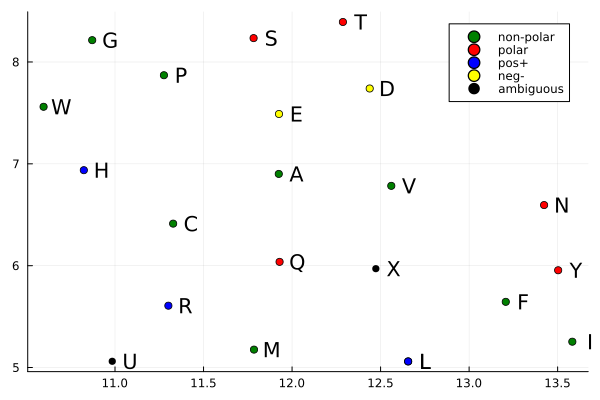 T
G
S
non-polar
polar
pos+
neg-
ambiguous
8
P
D
W
E
7
H
A
V
C
N
6
Q
X
Y
R
F
I
M
5
U
L
11.0 11.5 12.0 12.5 13.0 13.5